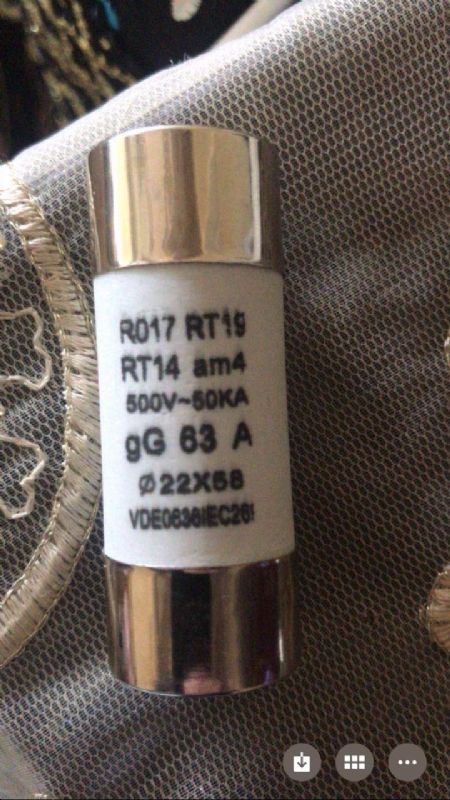 R017 RT19
RT14 am4
500V~50KA
gG 63 A
Ø22X58
VDE0636IEC269